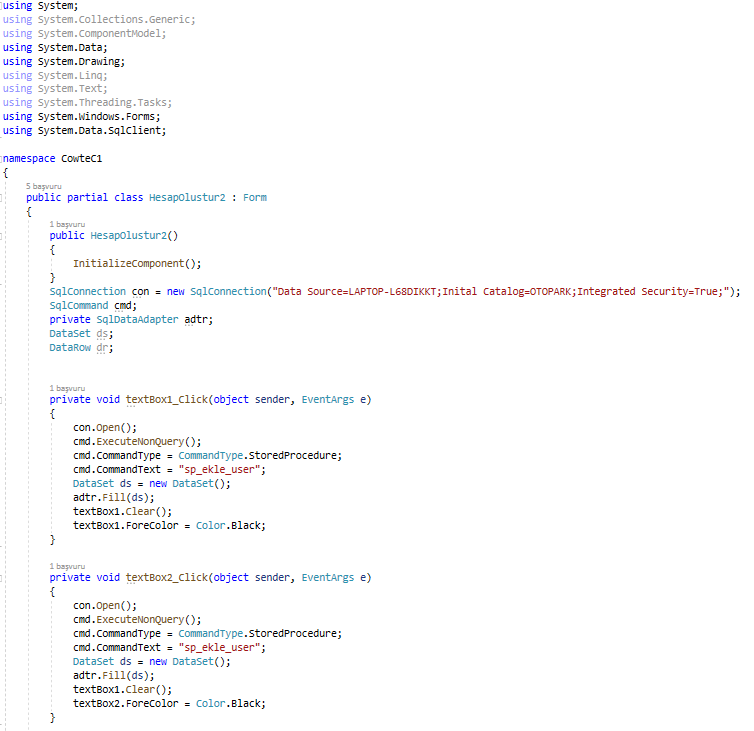 using System;
using System.Collections.Generic;
using System.ComponentModel;
using System.Data;
using System.Drawing;
using System.Linq;
using System.Text;
using System.Threading.Tasks;
using System.Windows.Forms;
using System.Data.SqlClient;
namespace CowteC1
{
5 başvuru
public partial class HesapOlustur2 : Form
{
1 başvuru
public HesapOlustur2()
{
InitializeComponent();
}
SqlConnection con = new SqlConnection("Data Source=LAPTOP-L68DIKKT;Inital Catalog=OTOPARK;Integrated Security=True;");
SqlCommand cmd;
private SqlDataAdapter adtr;
DataSet ds;
DataRow dr;
1 başvuru
private void textBox1_Click(object sender, EventArgs e)
{
con.Open();
cmd.ExecuteNonQuery();
cmd.CommandType = CommandType.StoredProcedure;
cmd.CommandText = "sp_ekle_user";
DataSet ds = new DataSet();
adtr.Fill(ds);
textBox1.Clear();
textBox1.ForeColor = Color.Black;
}
1 başvuru
private void textBox2_Click(object sender, EventArgs e)
{
con.Open();
cmd.ExecuteNonQuery();
cmd.CommandType = CommandType.StoredProcedure;
cmd.CommandText = "sp_ekle_user";
DataSet ds = new DataSet();
adtr.Fill(ds);
textBox1.Clear();
textBox2.ForeColor = Color.Black;
}